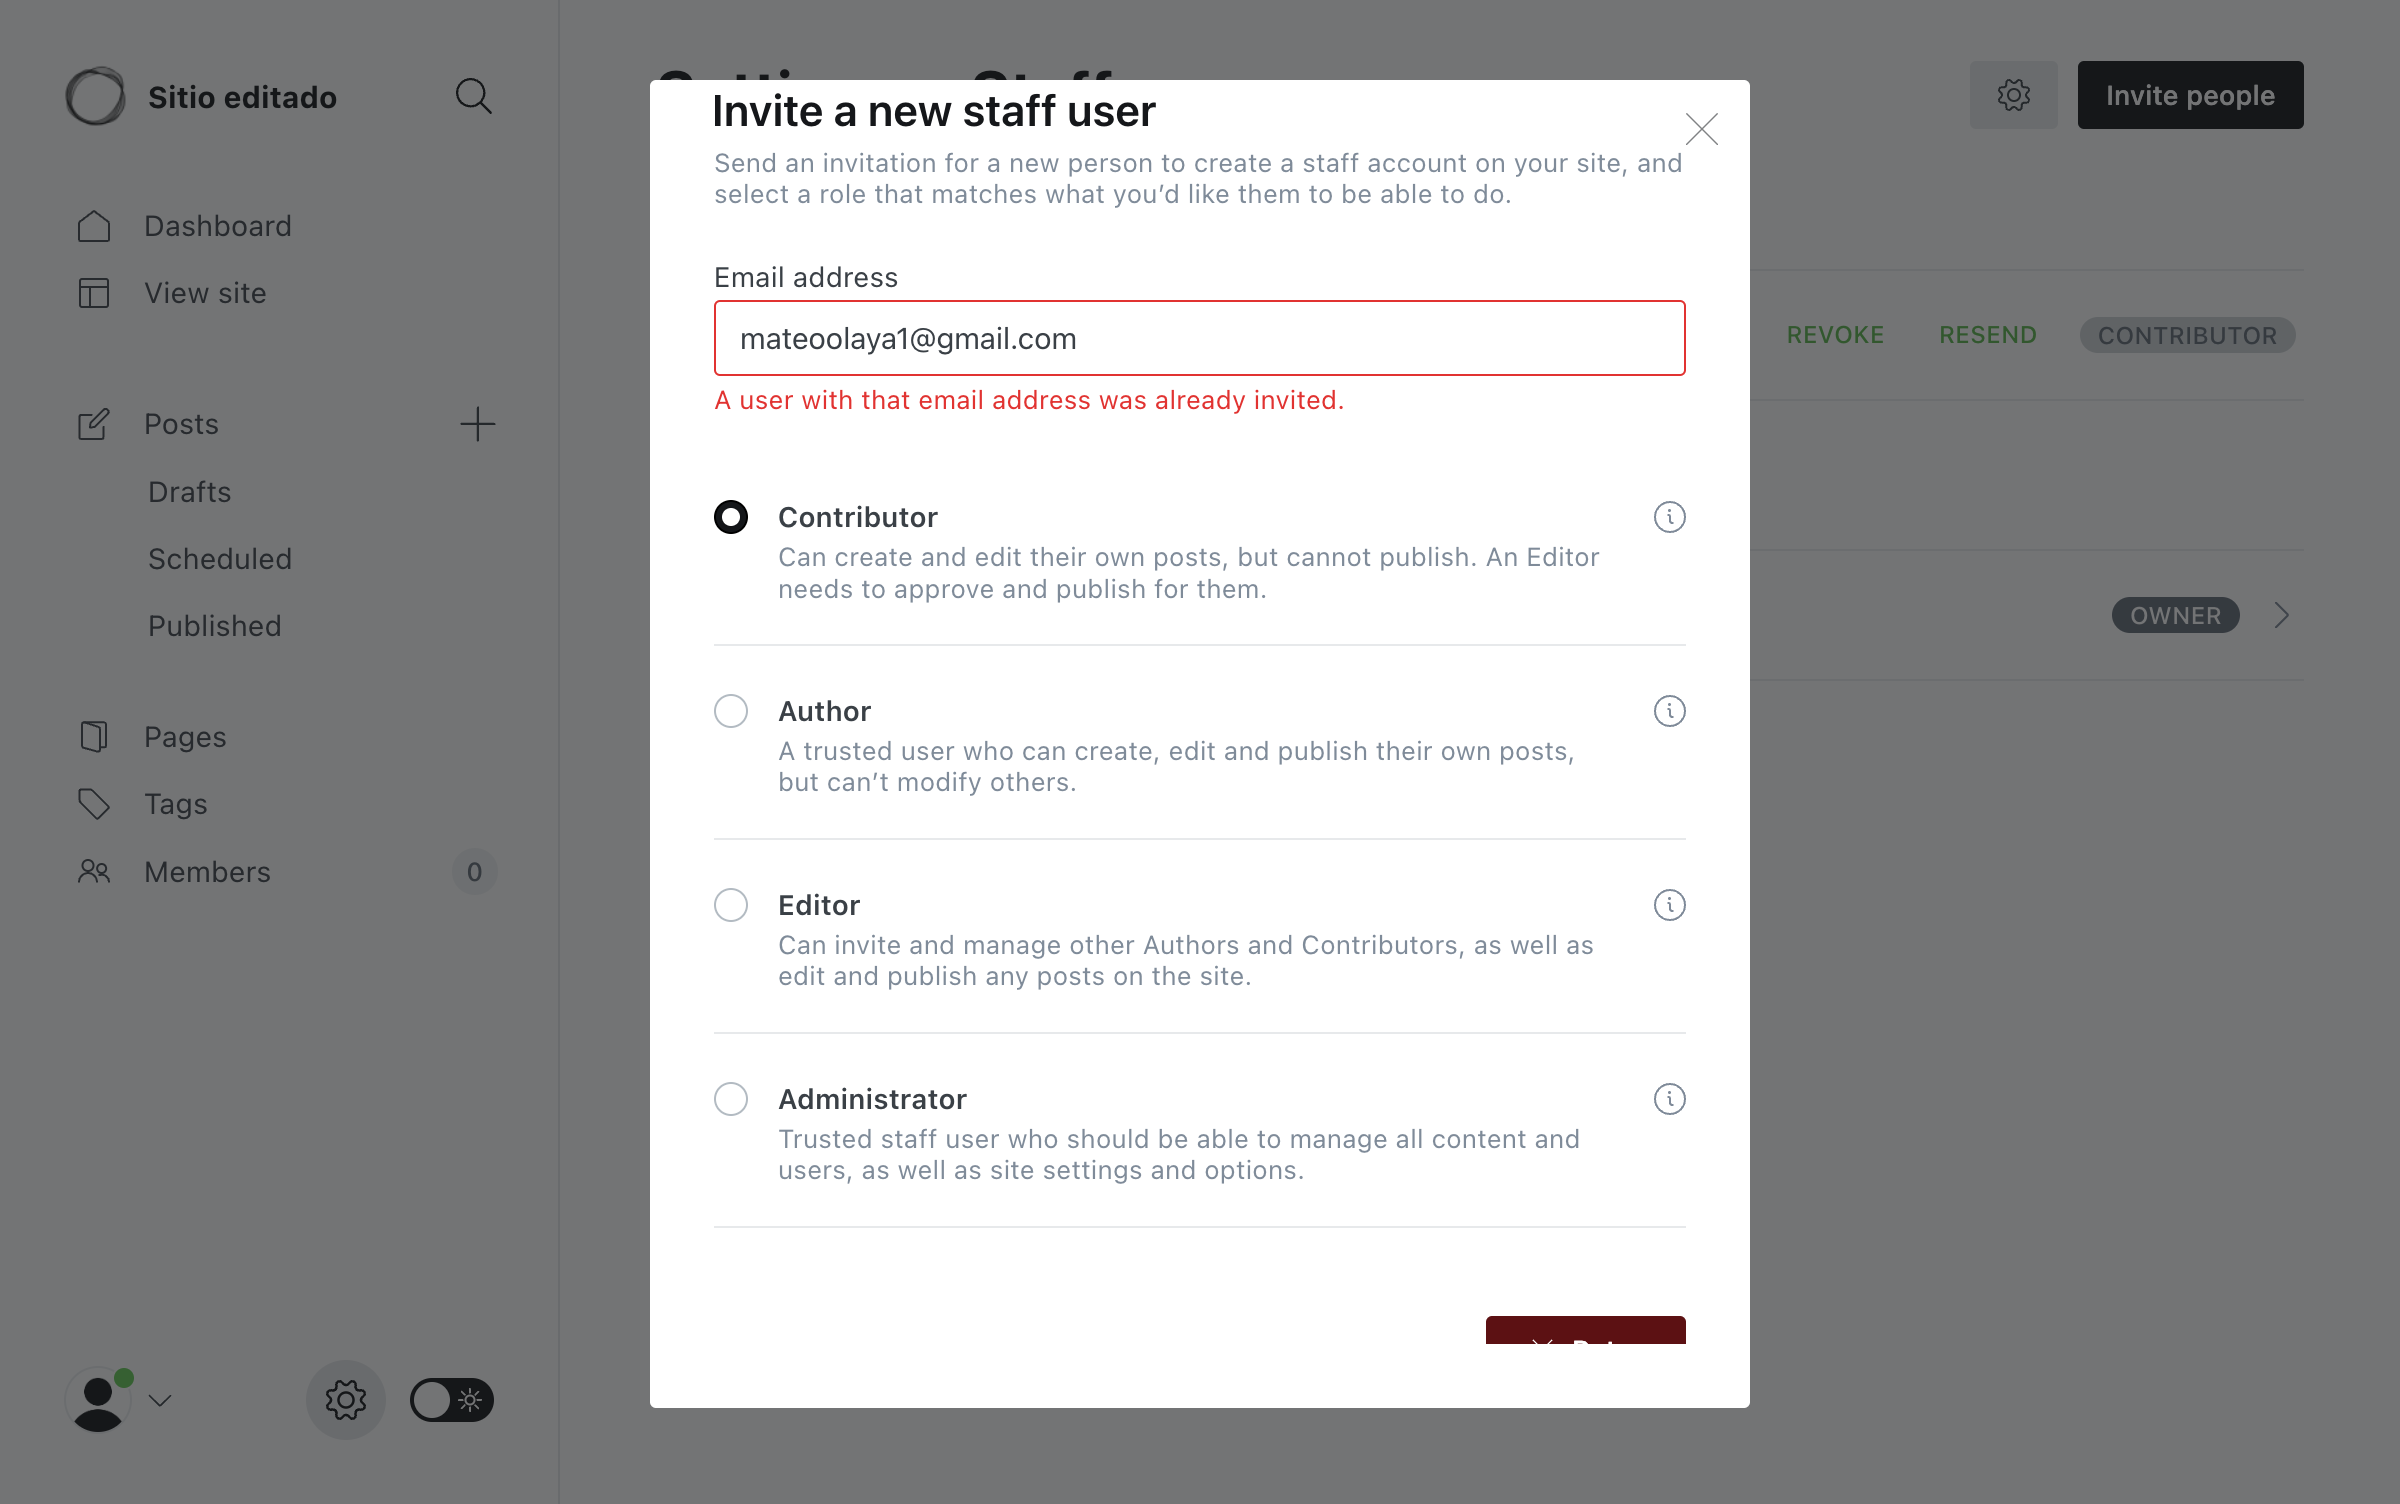 Sitio editado
Dashboard
View site
Posts
Drafts
Scheduled
Published
Pages
Tags
Members
0
Invite people
REVOKE
RESEND
CONTRIBUTOR
OWNER
Invite a new staff user
Send an invitation for a new person to create a staff account on your site, and
select a role that matches what you’d like them to be able to do.
Email address
mateoolaya1@gmail.com
A user with that email address was already invited.
Contributor
Can create and edit their own posts, but cannot publish. An Editor
needs to approve and publish for them.
Author
A trusted user who can create, edit and publish their own posts,
but can’t modify others.
Editor
Can invite and manage other Authors and Contributors, as well as
edit and publish any posts on the site.
Administrator
Trusted staff user who should be able to manage all content and
users, as well as site settings and options.